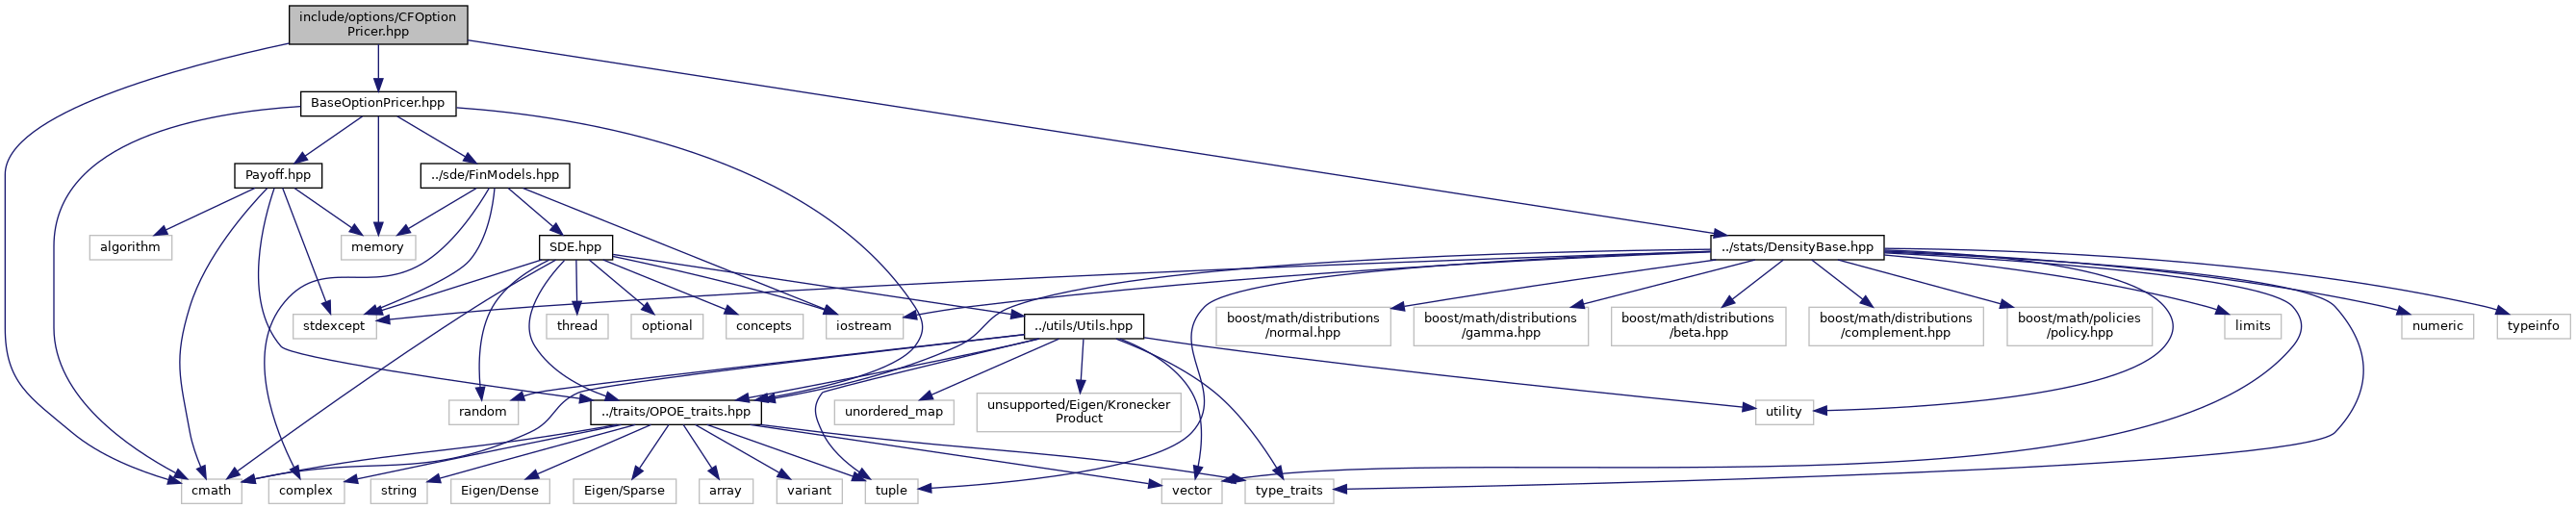 include/options/CFOption
Pricer.hpp
BaseOptionPricer.hpp
Payoff.hpp
../sde/FinModels.hpp
algorithm
memory
SDE.hpp
../stats/DensityBase.hpp
stdexcept
thread
optional
concepts
iostream
../utils/Utils.hpp
boost/math/distributions
/normal.hpp
boost/math/distributions
/gamma.hpp
boost/math/distributions
/beta.hpp
boost/math/distributions
/complement.hpp
boost/math/policies
/policy.hpp
limits
numeric
typeinfo
random
../traits/OPOE_traits.hpp
unordered_map
unsupported/Eigen/Kronecker
Product
utility
cmath
complex
string
Eigen/Dense
Eigen/Sparse
array
variant
tuple
vector
type_traits